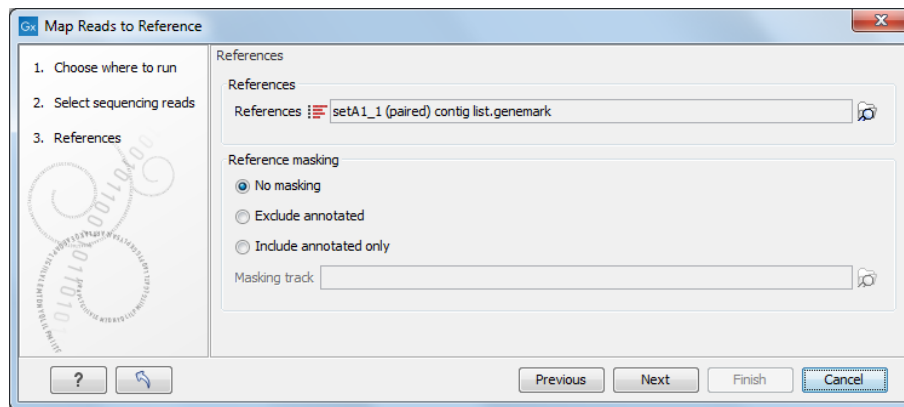 Gx Map Reads to Reference
X
1. Choose where to run
2. Select sequencing reads
3. References
References
References
References setA1_1 (paired) contig list.genemark
Reference masking
No masking
Exclude annotated
Include annotated only
Masking track
?
Previous
Next
Finish
Cancel